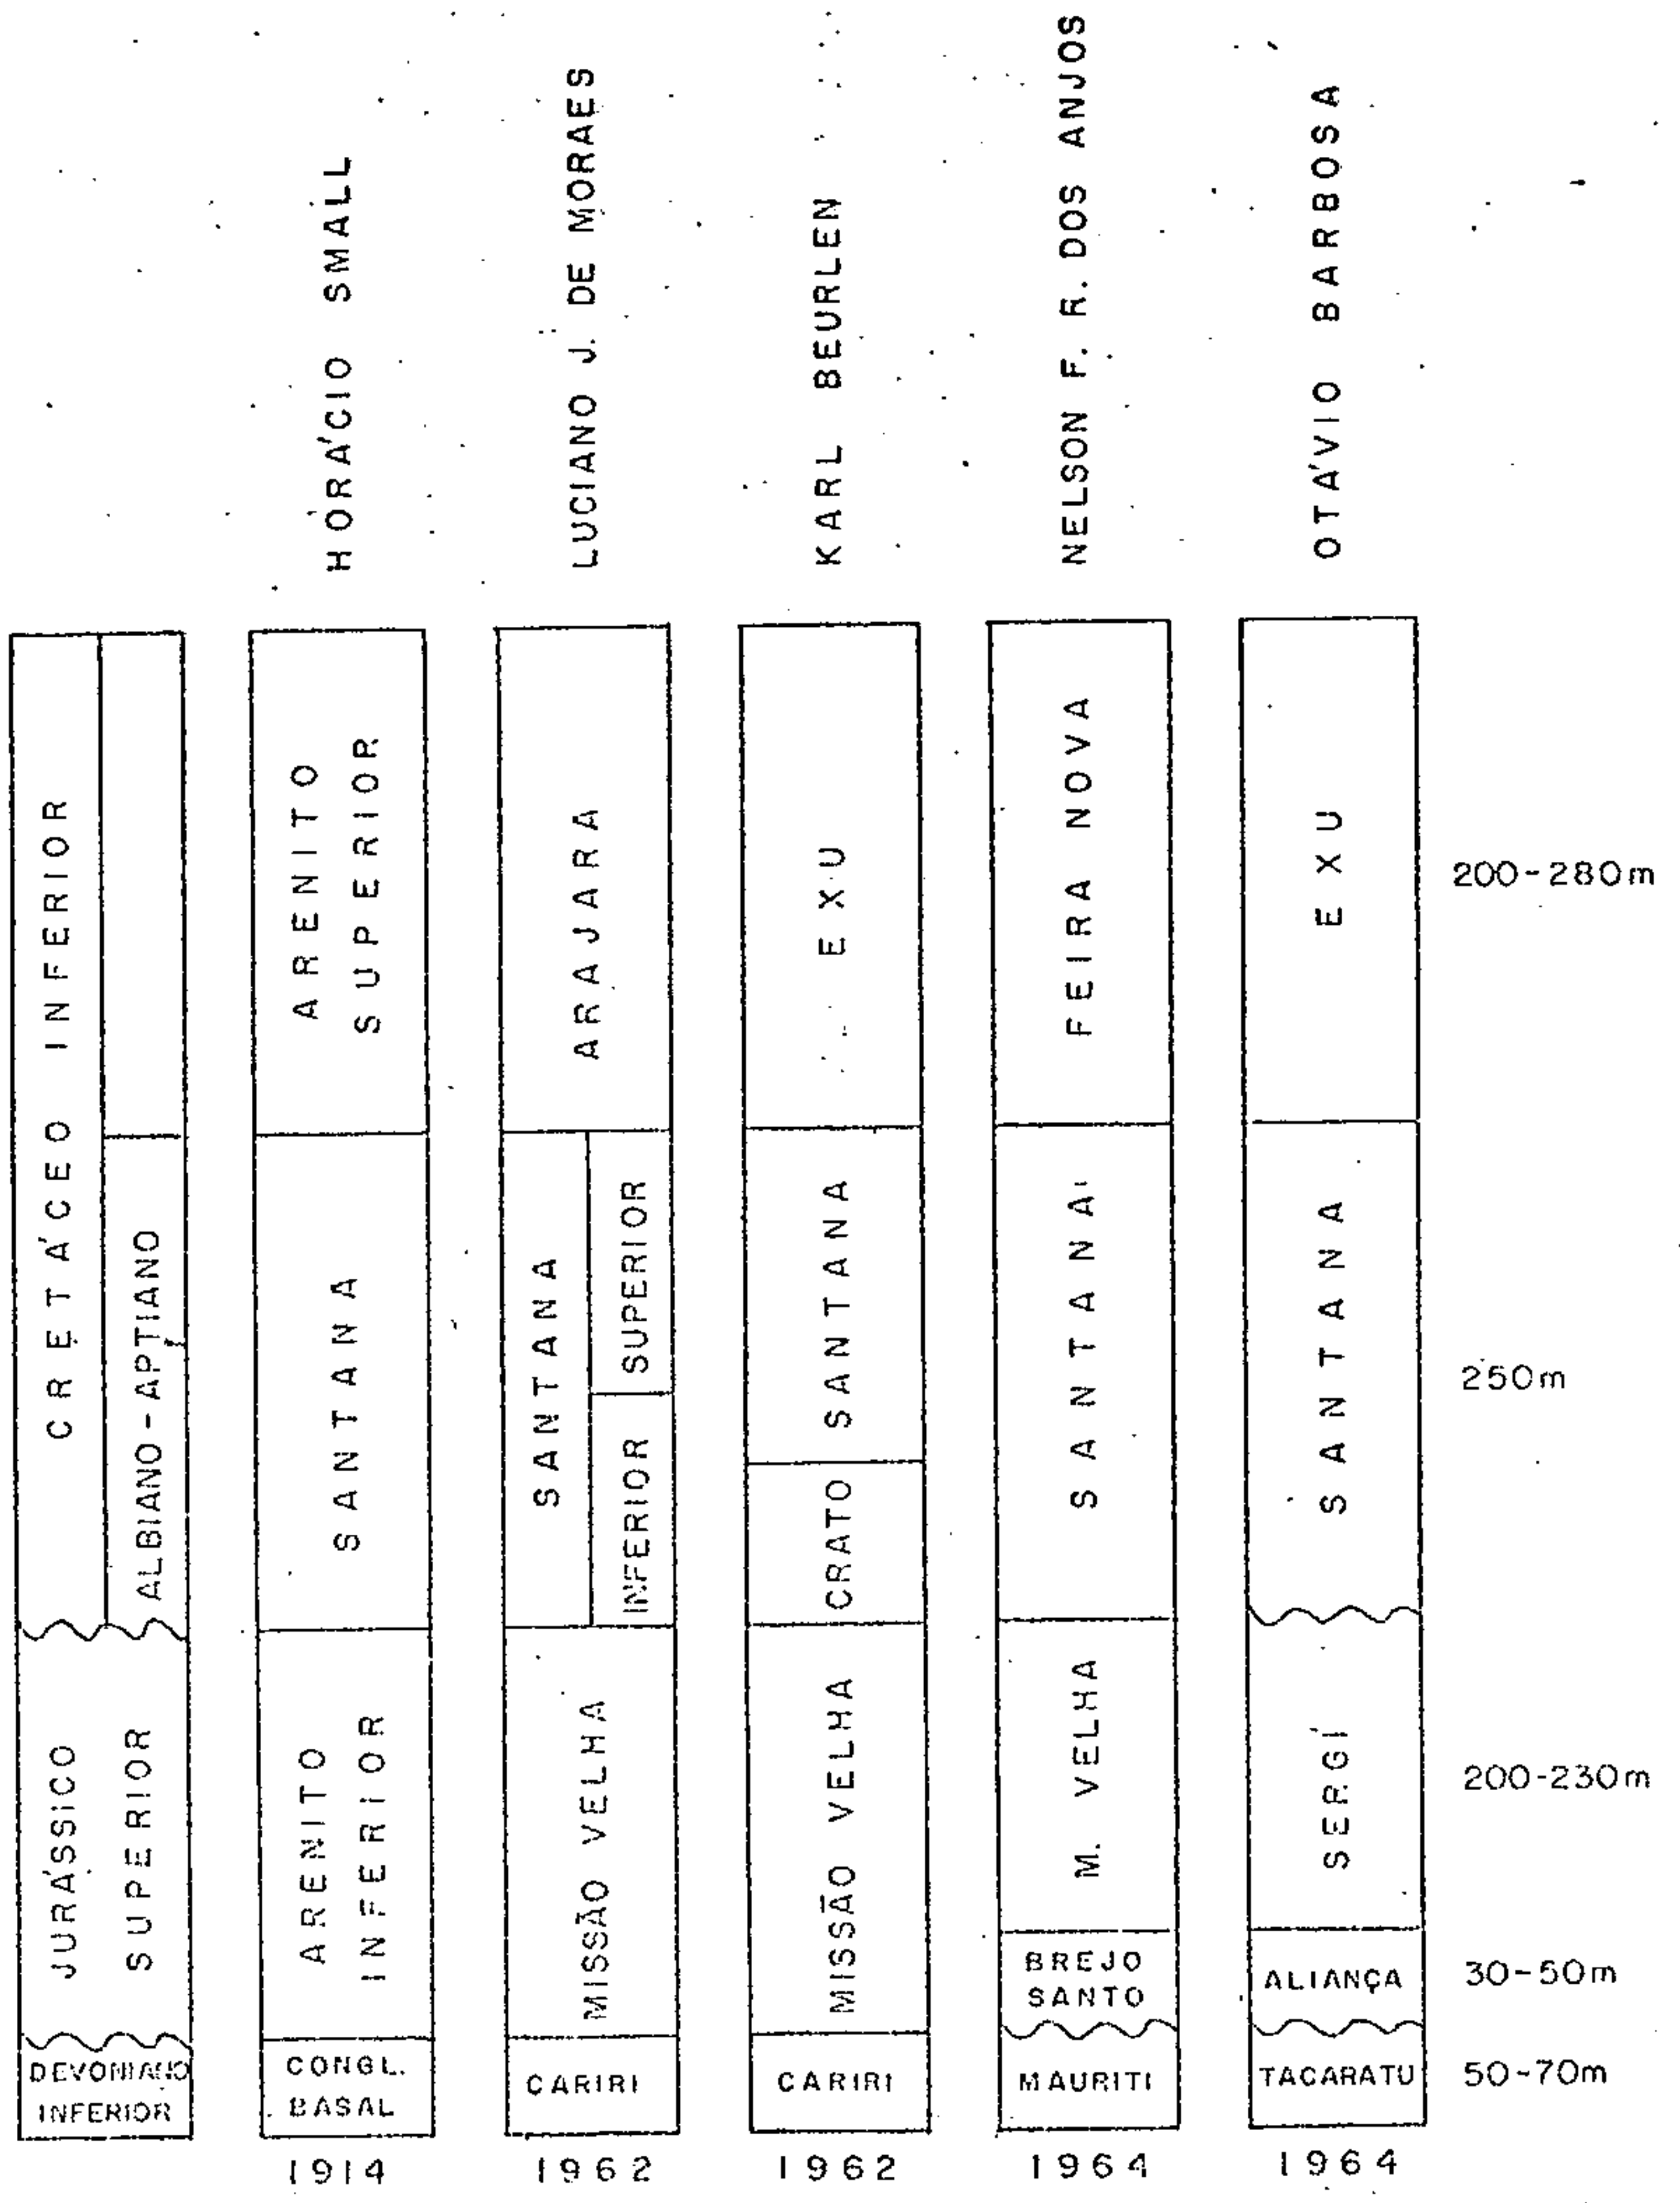 HORÁCIO SMALL
LUCIANO J. DE MORAES
KARL BEURLEN
NELSON F. R. DOS ANJOS
OTÁVIO BARBOSA
CRETÁCEO INFERIOR
ALBIANO - APTIANO
JURÁSSICO
SUPERIOR
DEVONIANO
INFERIOR
ARENITO
SUPERIOR
SANTANA
ARENITO
INFERIOR
CONGL.
BASAL
1914
ARAJARA
SANTANA
SUPERIOR
INFERIOR
MISSÃO VELHA
CARIRI
1962
EXU
SANTANA
CRATO
MISSÃO VELHA
CARIRI
1962
FEIRA NOVA
SANTANA
M. VELHA
BREJO
SANTO
MAURITI
1964
EXU
SANTANA
SERGÍ
ALIANÇA
TACARATU
1964
200-280m
250m
200-230m
30-50m
50-70m